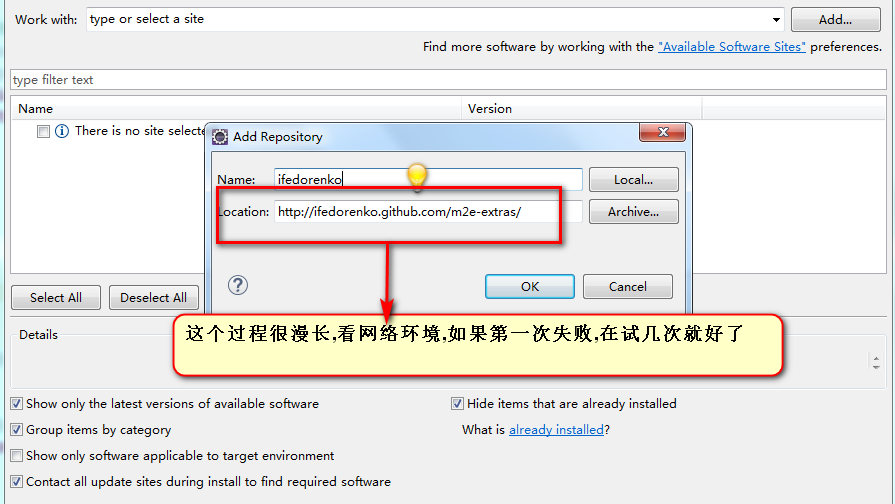 Work with: type or select a site Add...
Find more software by working with the "Available Software Sites" preferences.
type filter text
Name Version
There is no site selecte
Add Repository
Name: ifedorenko Local...
Location: http://ifedorenko.github.com/m2e-extras/ Archive...
OK Cancel
Select All Deselect All
这个过程很漫长,看网络环境,如果第一次失败,在试几次就好了
Details
Show only the latest versions of available software Hide items that are already installed
Group items by category What is already installed?
Show only software applicable to target environment
Contact all update sites during install to find required software